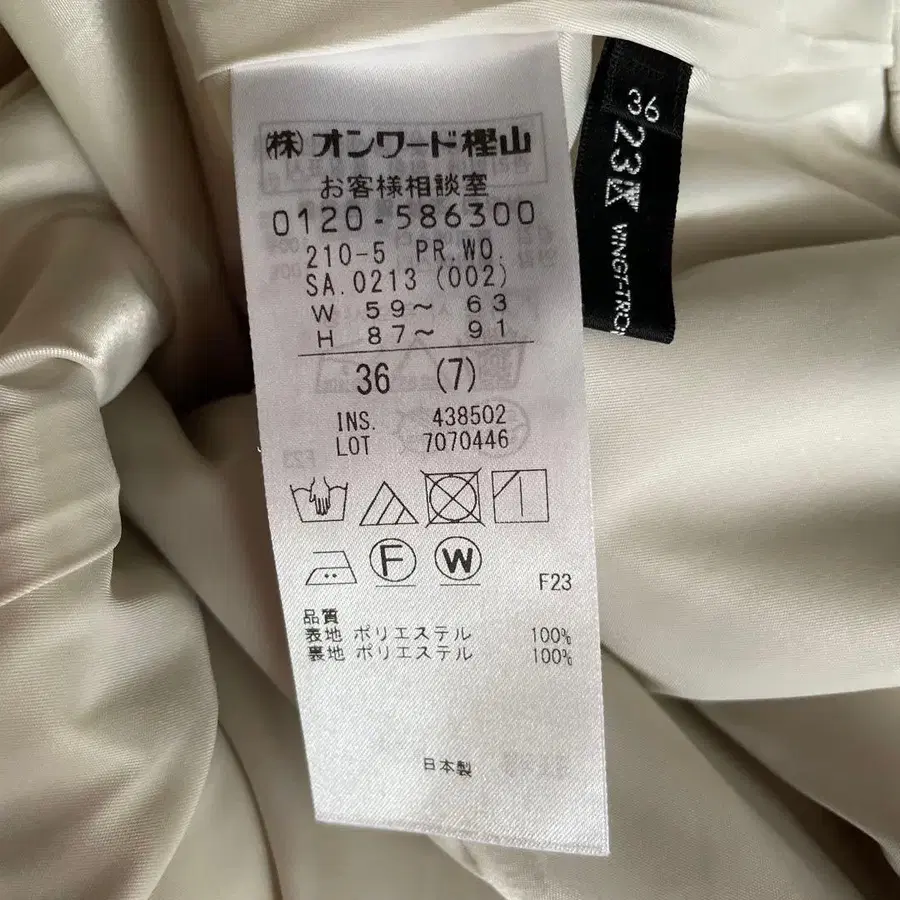 (株)オンワード樫山
お客様相談室
0120-586300
210-5 PR.WO.
SA.0213 (002)
W 59～ 63
H 87～ 91
36 (7)
INS. 438502
LOT 7070446
F
W
F23
品質
表地 ポリエステル 100%
裏地 ポリエステル 100%
日本製
36
23区